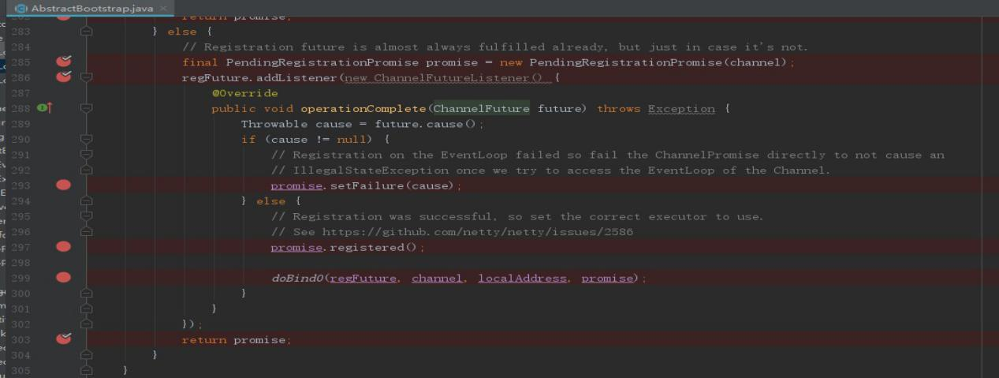 AbstractBootstrap.java ×
return promise;
283 } else {
284 // Registration future is almost always fulfilled already, but just in case it's not.
285 final PendingRegistrationPromise promise = new PendingRegistrationPromise(channel);
286 regFuture.addListener(new ChannelFutureListener() {
287 @Override
288 public void operationComplete(ChannelFuture future) throws Exception {
289 Throwable cause = future.cause();
290 if (cause != null) {
291 // Registration on the EventLoop failed so fail the ChannelPromise directly to not cause an
292 // IllegalStateException once we try to access the EventLoop of the Channel.
293 promise.setFailure(cause);
294 } else {
295 // Registration was successful, so set the correct executor to use.
296 // See https://github.com/netty/netty/issues/2586
297 promise.registered();
298
299 doBind0(regFuture, channel, localAddress, promise);
300 }
301 }
302 });
303 return promise;
304 }
305 }